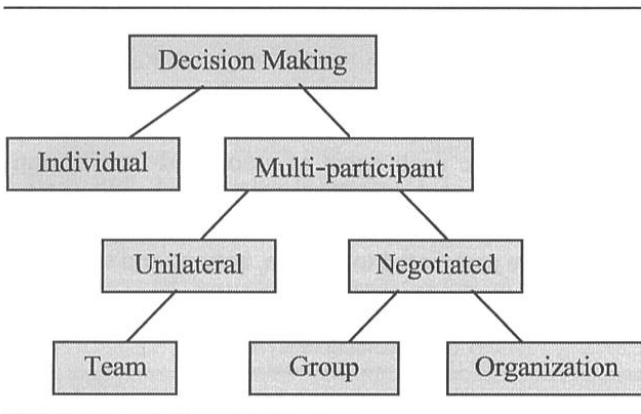 Decision Making
Individual
Multi-participant
Unilateral
Negotiated
Team
Group
Organization